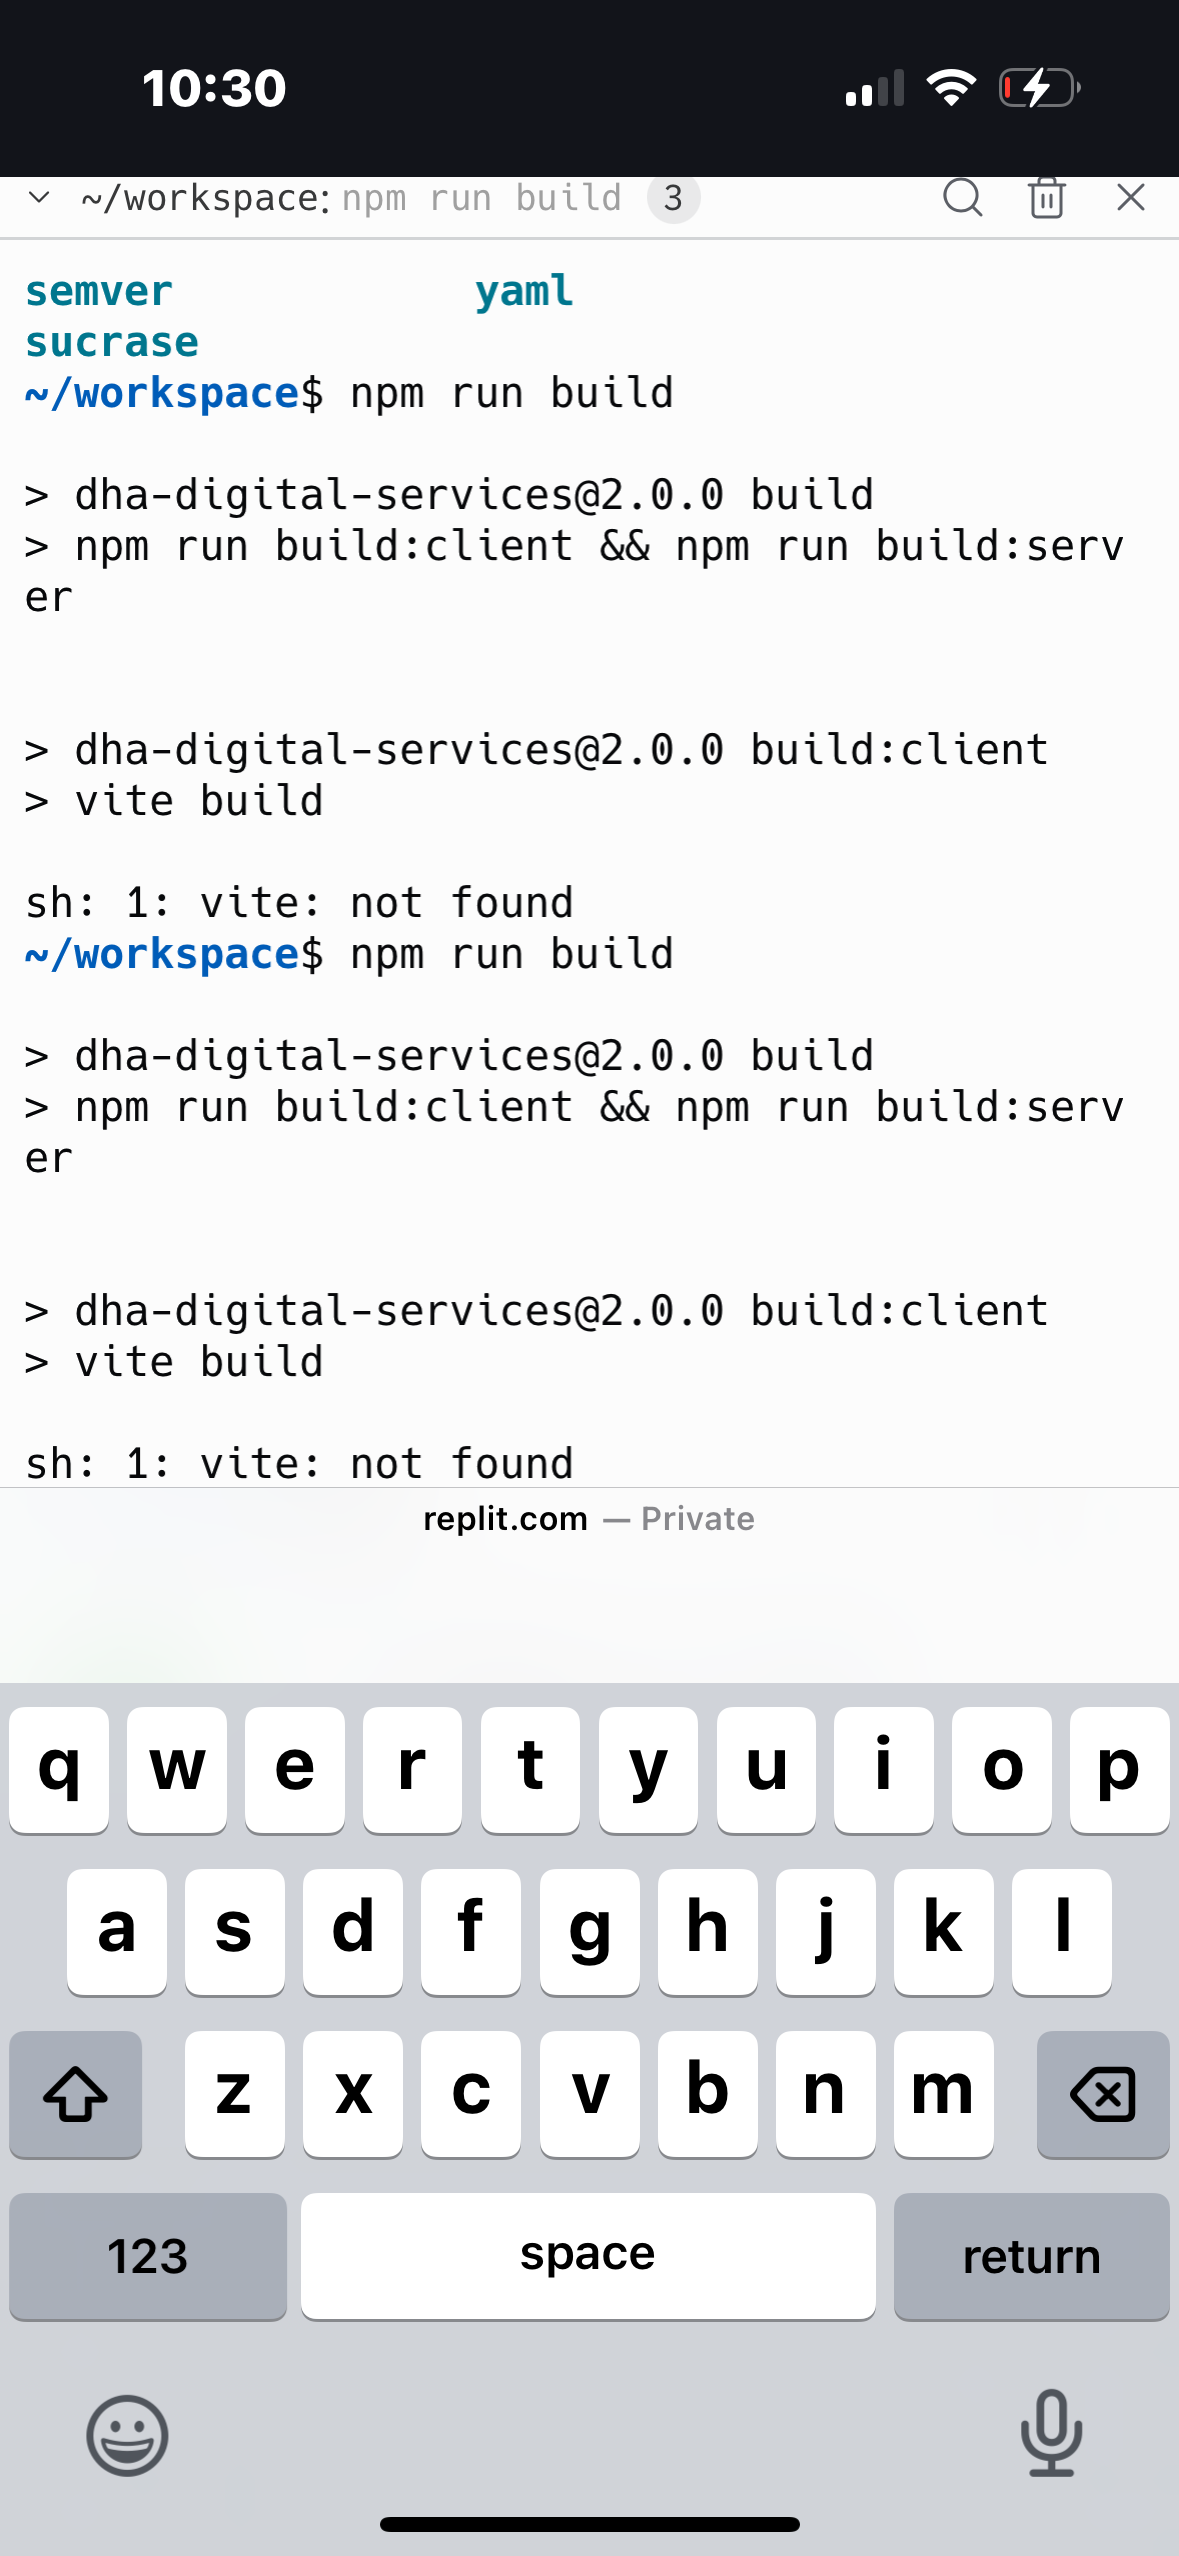 10:30
~/workspace: npm run build 3
semver yaml
sucrase
~/workspace$ npm run build
> dha-digital-services@2.0.0 build
> npm run build:client && npm run build:serv
er
> dha-digital-services@2.0.0 build:client
> vite build
sh: 1: vite: not found
~/workspace$ npm run build
> dha-digital-services@2.0.0 build
> npm run build:client && npm run build:serv
er
> dha-digital-services@2.0.0 build:client
> vite build
sh: 1: vite: not found
replit.com — Private
q w e r t y u i o p
a s d f g h j k l
z x c v b n m
123 space return